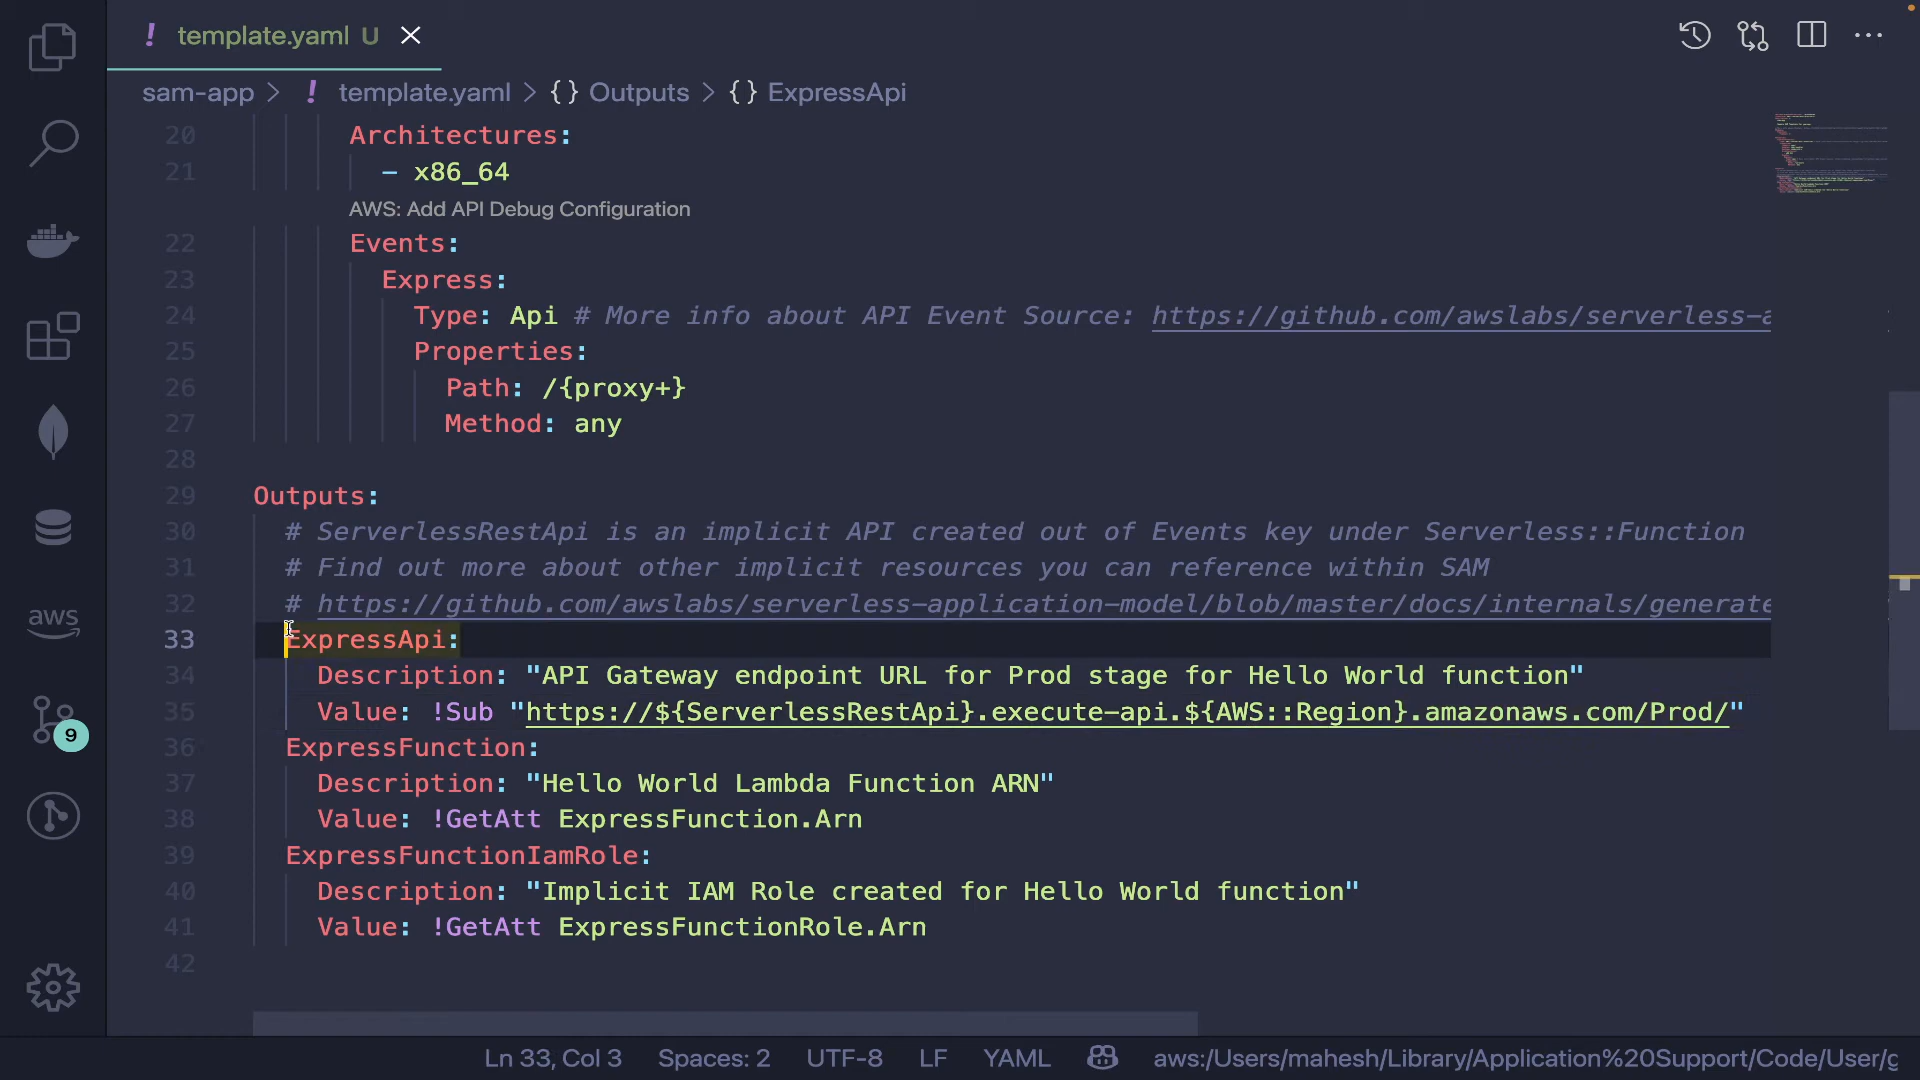 ! template.yaml U
sam-app > ! template.yaml > {} Outputs > {} ExpressApi
20 Architectures:
21 - x86_64
AWS: Add API Debug Configuration
22 Events:
23 Express:
24 Type: Api # More info about API Event Source: https://github.com/awslabs/serverless-a
25 Properties:
26 Path: /{proxy+}
27 Method: any
28
29 Outputs:
30 # ServerlessRestApi is an implicit API created out of Events key under Serverless::Function
31 # Find out more about other implicit resources you can reference within SAM
32 # https://github.com/awslabs/serverless-application-model/blob/master/docs/internals/generate
33 ExpressApi:
34 Description: "API Gateway endpoint URL for Prod stage for Hello World function"
35 Value: !Sub "https://${ServerlessRestApi}.execute-api.${AWS::Region}.amazonaws.com/Prod/"
36 ExpressFunction:
37 Description: "Hello World Lambda Function ARN"
38 Value: !GetAtt ExpressFunction.Arn
39 ExpressFunctionIamRole:
40 Description: "Implicit IAM Role created for Hello World function"
41 Value: !GetAtt ExpressFunctionRole.Arn
42
aws
9
Ln 33, Col 3 Spaces: 2 UTF-8 LF YAML aws:/Users/mahesh/Library/Application%20Support/Code/User/g